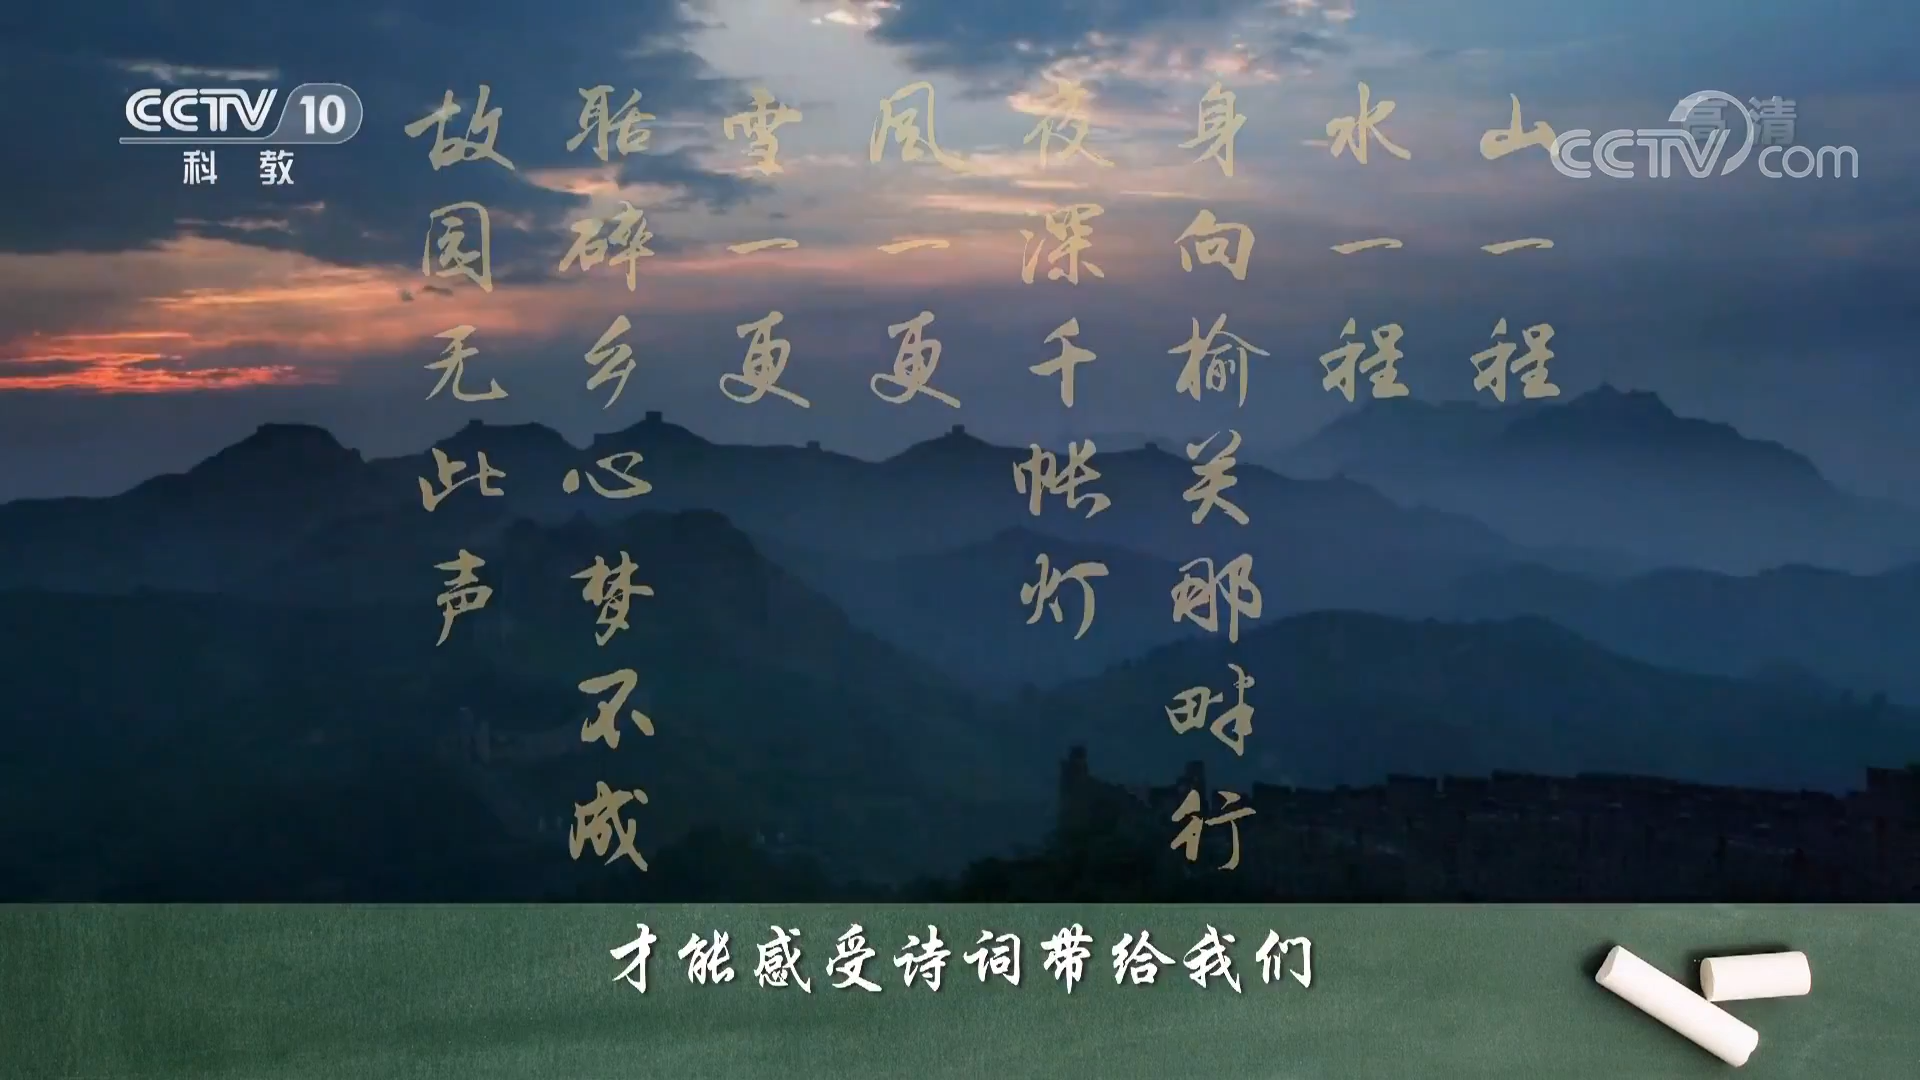 CCTV 10
科教
高清
CCTV.com
山一程
水一程
身向榆关那畔行
夜深千帐灯
风一更
雪一更
聒碎乡心梦不成
故园无此声
才能感受诗词带给我们